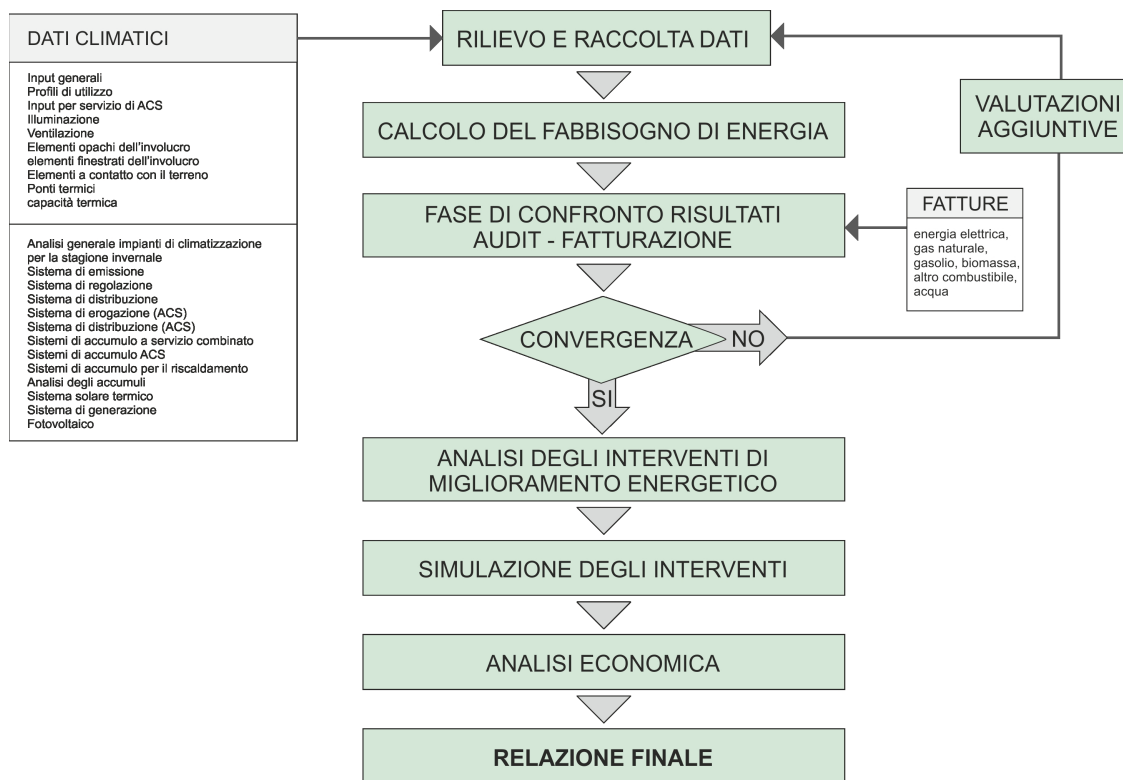 DATI CLIMATICI
Input generali
Profili di utilizzo
Input per servizio di ACS
Illuminazione
Ventilazione
Elementi opachi dell'involucro
elementi finestrati dell'involucro
Elementi a contatto con il terreno
Ponti termici
capacità termica
Analisi generale impianti di climatizzazione
per la stagione invernale
Sistema di emissione
Sistema di regolazione
Sistema di distribuzione
Sistema di erogazione (ACS)
Sistema di distribuzione (ACS)
Sistemi di accumulo a servizio combinato
Sistemi di accumulo ACS
Sistemi di accumulo per il riscaldamento
Analisi degli accumuli
Sistema solare termico
Sistema di generazione
Fotovoltaico
RILIEVO E RACCOLTA DATI
CALCOLO DEL FABBISOGNO DI ENERGIA
FASE DI CONFRONTO RISULTATI
AUDIT - FATTURAZIONE
CONVERGENZA
NO
SI
VALUTAZIONI
AGGIUNTIVE
FATTURE
energia elettrica,
gas naturale,
gasolio, biomassa,
altro combustibile,
acqua
ANALISI DEGLI INTERVENTI DI
MIGLIORAMENTO ENERGETICO
SIMULAZIONE DEGLI INTERVENTI
ANALISI ECONOMICA
RELAZIONE FINALE